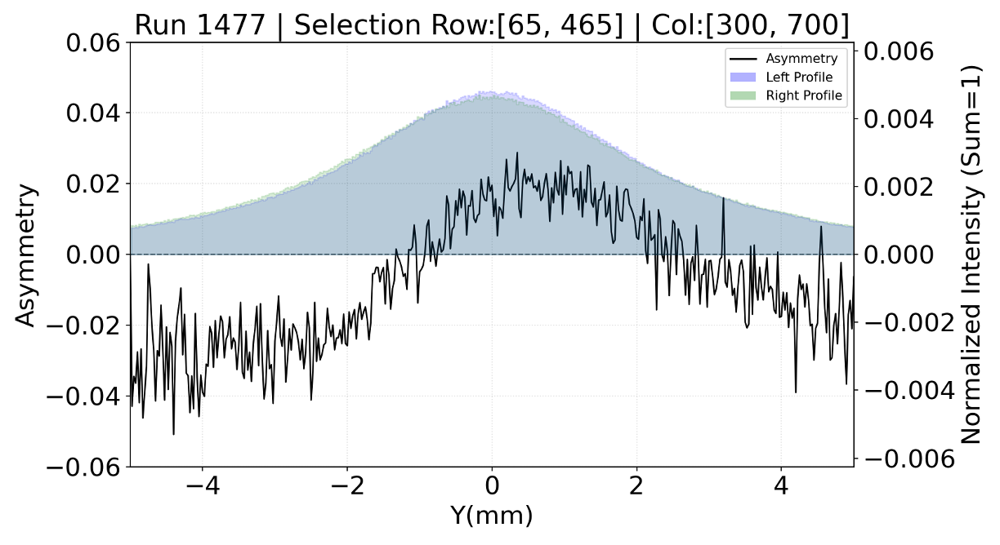 Run 1477 | Selection Row:[65, 465] | Col:[300, 700]
Asymmetry
Left Profile
Right Profile
0.06
0.04
0.02
0.00
−0.02
−0.04
−0.06
Asymmetry
0.006
0.004
0.002
0.000
−0.002
−0.004
−0.006
Normalized Intensity (Sum=1)
−4
−2
0
2
4
Y(mm)